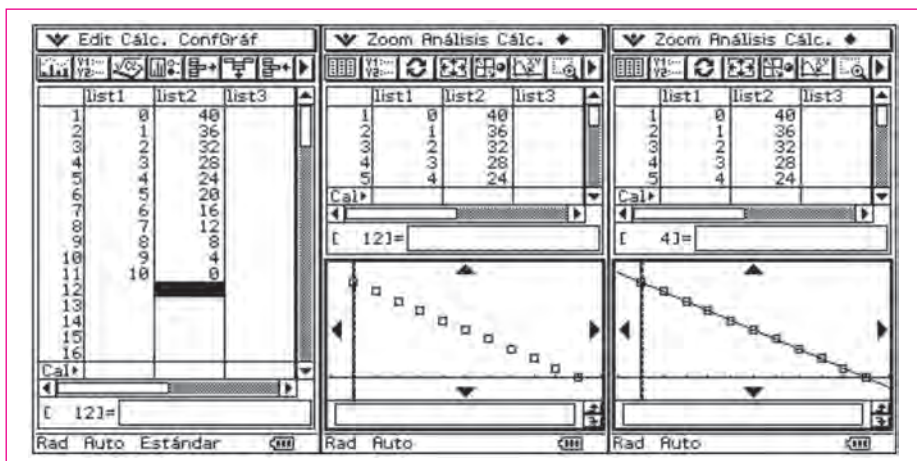 Edit Cálc. ConfGráf
list1 list2 list3
1 0 40
2 1 36
3 2 32
4 3 28
5 4 24
6 5 20
7 6 16
8 7 12
9 8 8
10 9 4
11 10 0
12
13
14
15
16
Cal
[ 12]=
Rad Auto Estándar
Zoom Análisis Cálc.
list1 list2 list3
1 0 40
2 1 36
3 2 32
4 3 28
5 4 24
Cal
[ 12]=
Rad Auto
Zoom Análisis Cálc.
list1 list2 list3
1 0 40
2 1 36
3 2 32
4 3 28
5 4 24
Cal
[ 4]=
Rad Auto